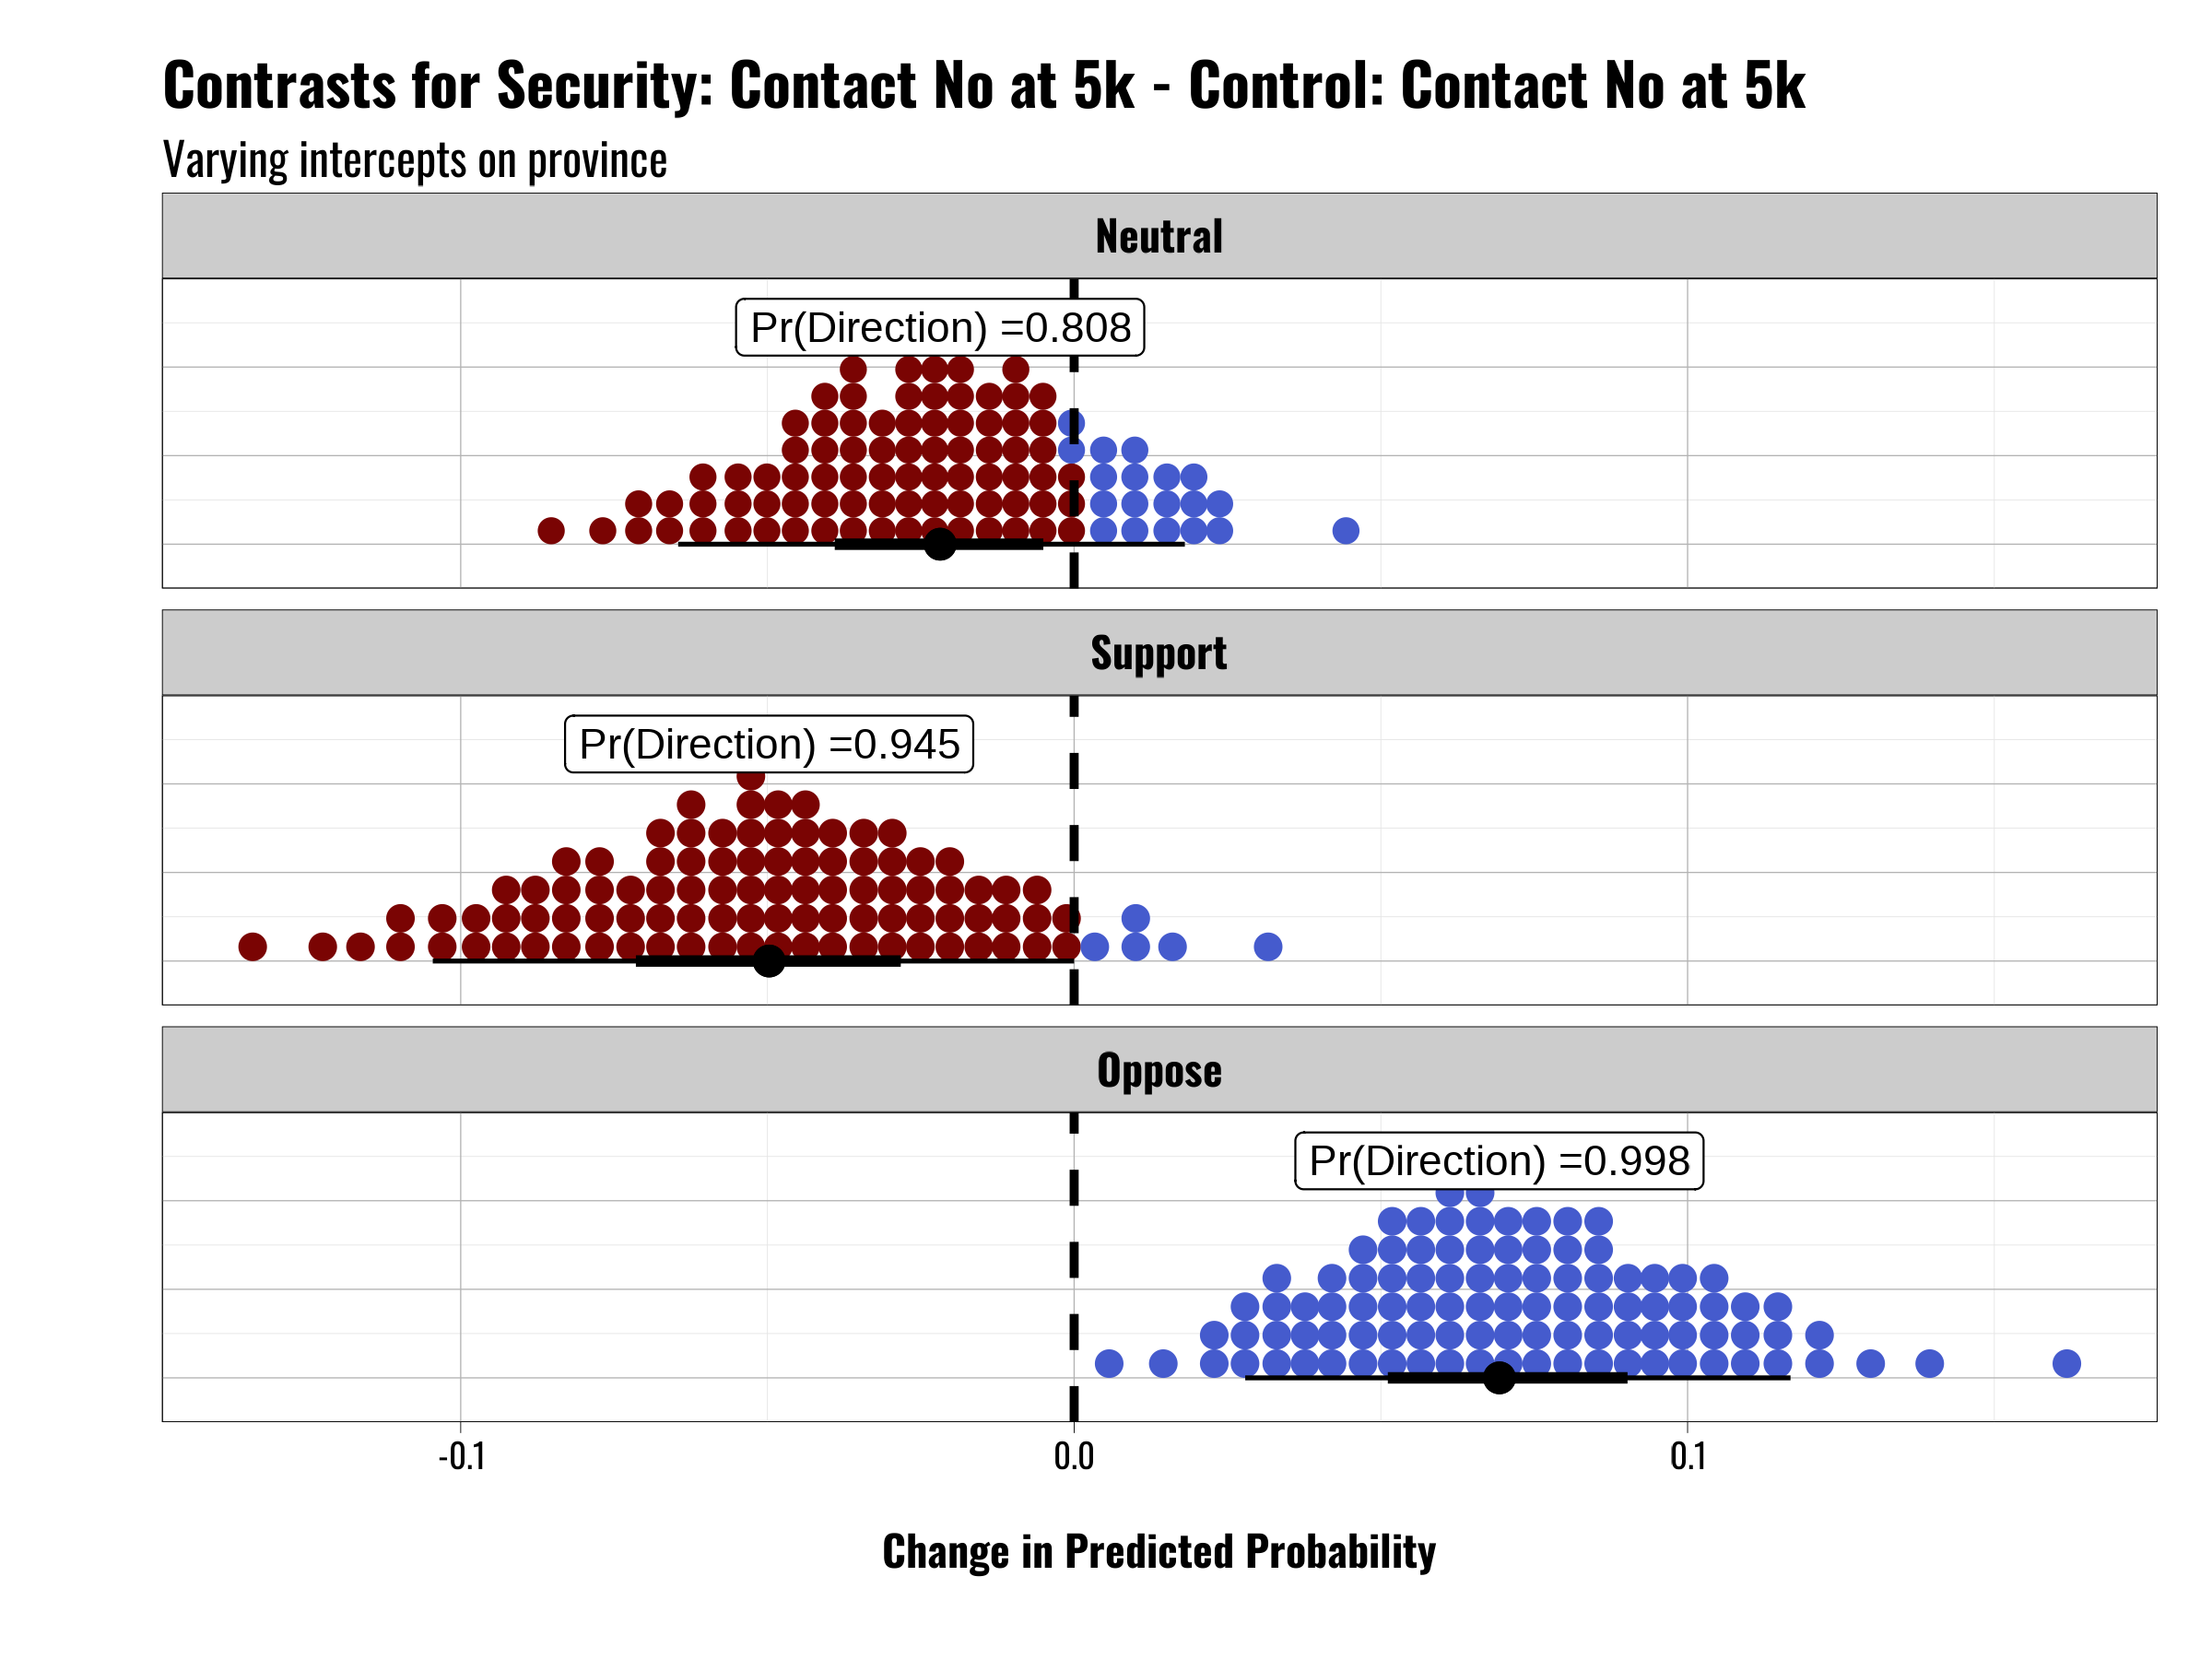 Contrasts for Security: Contact No at 5k - Control: Contact No at 5k
Varying intercepts on province
Neutral
Pr(Direction) =0.808
Support
Pr(Direction) =0.945
Oppose
Pr(Direction) =0.998
-0.1 0.0 0.1
Change in Predicted Probability